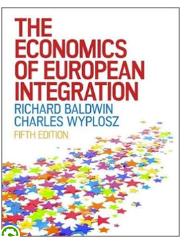 THE
ECONOMICS
OF EUROPEAN
INTEGRATION
RICHARD BALDWIN
CHARLES WYPLOSZ
FIFTH EDITION